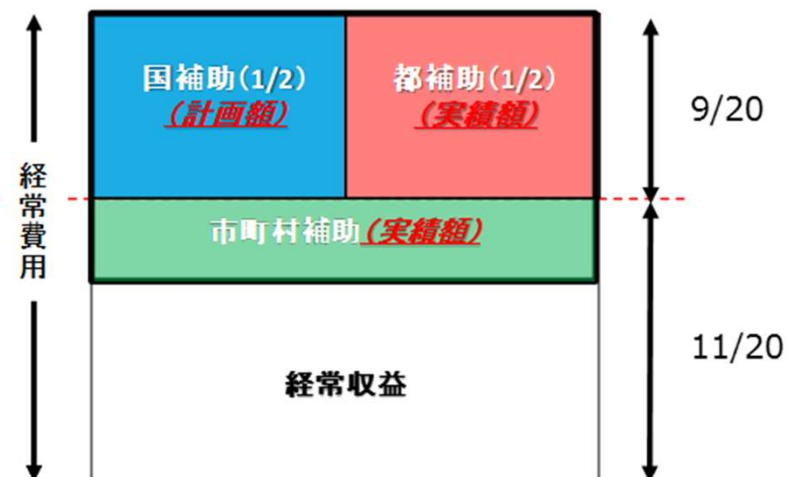 経常費用
国補助(1/2)
(計画額)
都補助(1/2)
(実績額)
9/20
市町村補助(実績額)
11/20
経常収益